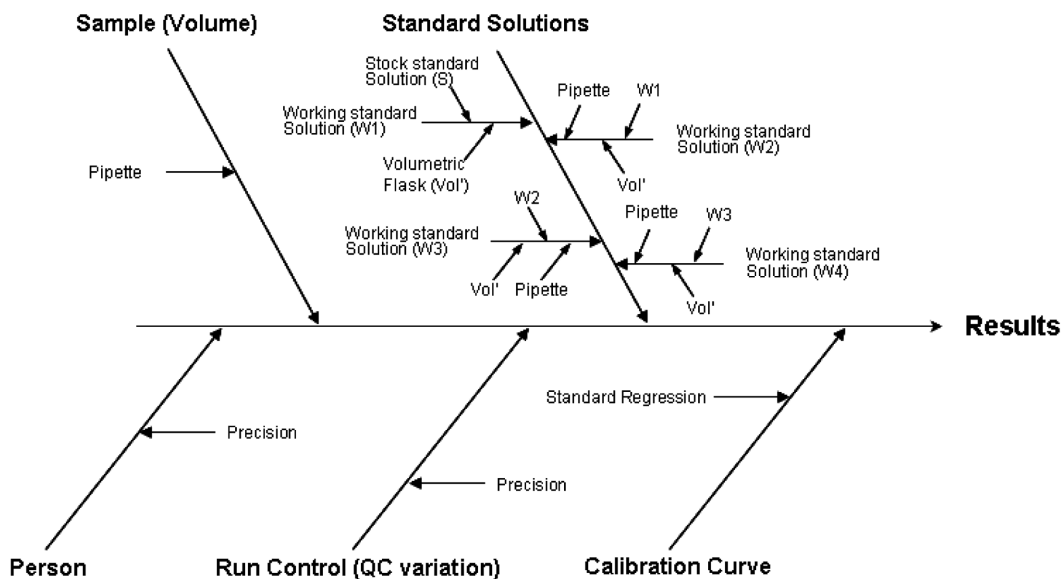 Sample (Volume)
Standard Solutions
Stock standard
Solution (S)
Working standard
Solution (W1)
Volumetric
Flask (Vol')
Pipette
W1
Working standard
Solution (W2)
Vol'
Pipette
W2
Working standard
Solution (W3)
Vol'
Pipette
Pipette
W3
Working standard
Solution (W4)
Vol'
Results
Standard Regression
Precision
Precision
Person
Run Control (QC variation)
Calibration Curve